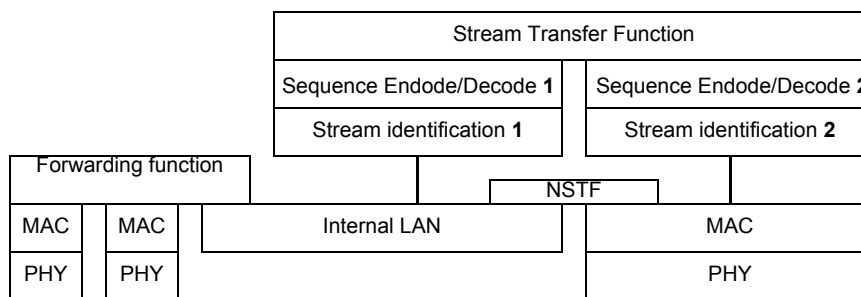 Stream Transfer Function
Sequence Endode/Decode 1
Sequence Endode/Decode 2
Stream identification 1
Stream identification 2
Forwarding function
NSTF
MAC
MAC
Internal LAN
MAC
PHY
PHY
PHY